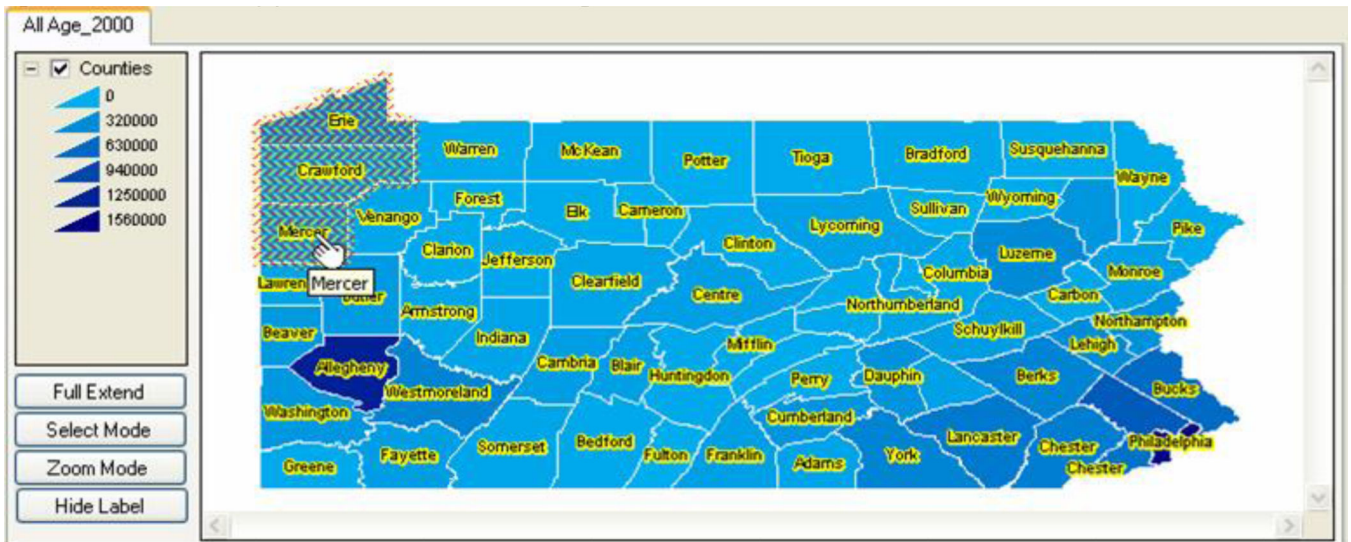 All Age_2000
Counties
0
320000
630000
940000
1250000
1560000
Full Extend
Select Mode
Zoom Mode
Hide Label
Erie
Warren
Mc Kean
Potter
Tioga
Bradford
Susquehanna
Crawford
Wayne
Forest
Wyoming
Venango
Elk
Cameron
Sullivan
Mercer
Lycoming
Pike
Clarion
Clinton
Jefferson
Luzerne
Columbia
Monroe
Lawren
Mercer
Butler
Clearfield
Centre
Carbon
Armstrong
Northumberland
Northampton
Beaver
Indiana
Mifflin
Schuylkill
Lehigh
Allegheny
Cambria
Blair
Huntingdon
Perry
Dauphin
Berks
Westmoreland
Bucks
Washington
Cumberland
Lancaster
Philadelphia
Greene
Fayette
Somerset
Bedford
Fulton
Franklin
Adams
York
Chester
Chester